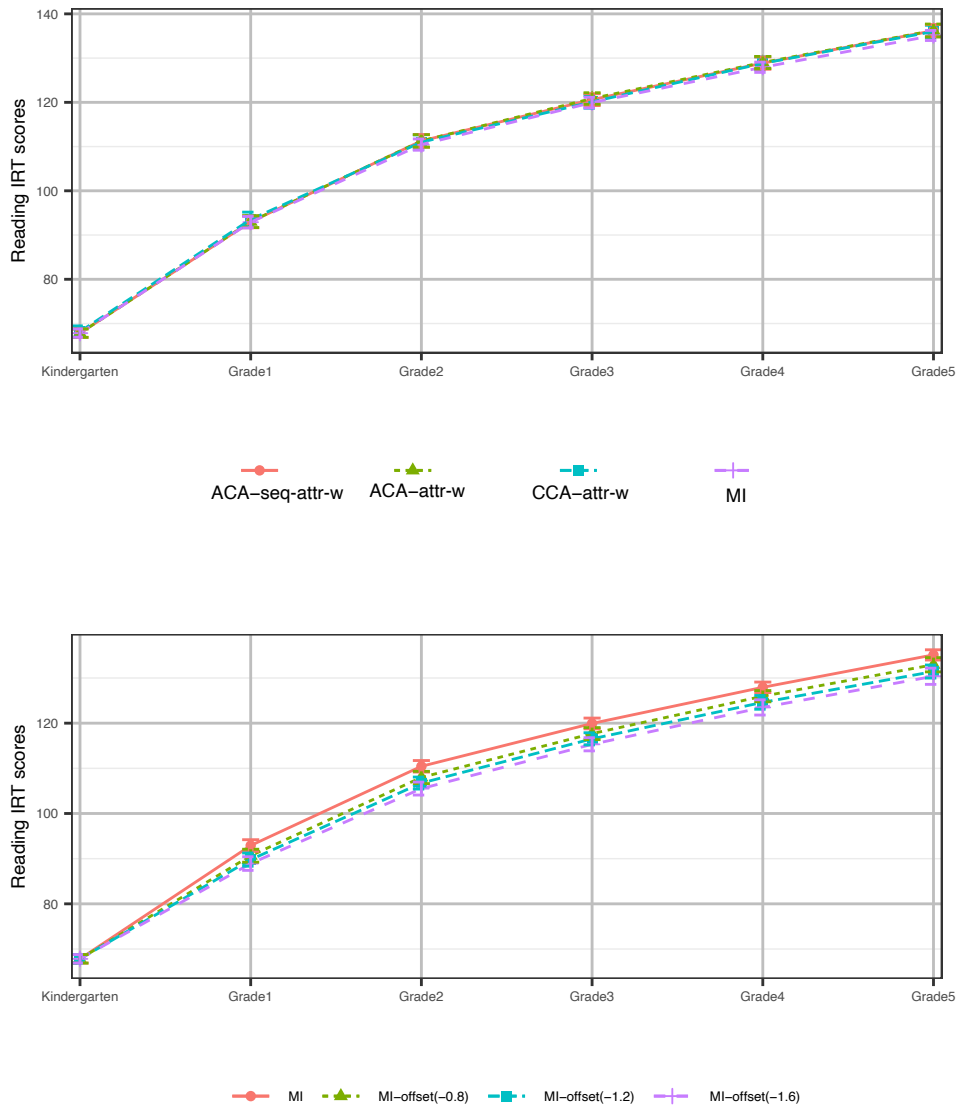 140
120
100
80
Reading IRT scores
Kindergarten Grade1 Grade2 Grade3 Grade4 Grade5
ACA−seq−attr−w ACA−attr−w CCA−attr−w MI
120
100
80
Reading IRT scores
Kindergarten Grade1 Grade2 Grade3 Grade4 Grade5
MI MI−offset(−0.8) MI−offset(−1.2) MI−offset(−1.6)